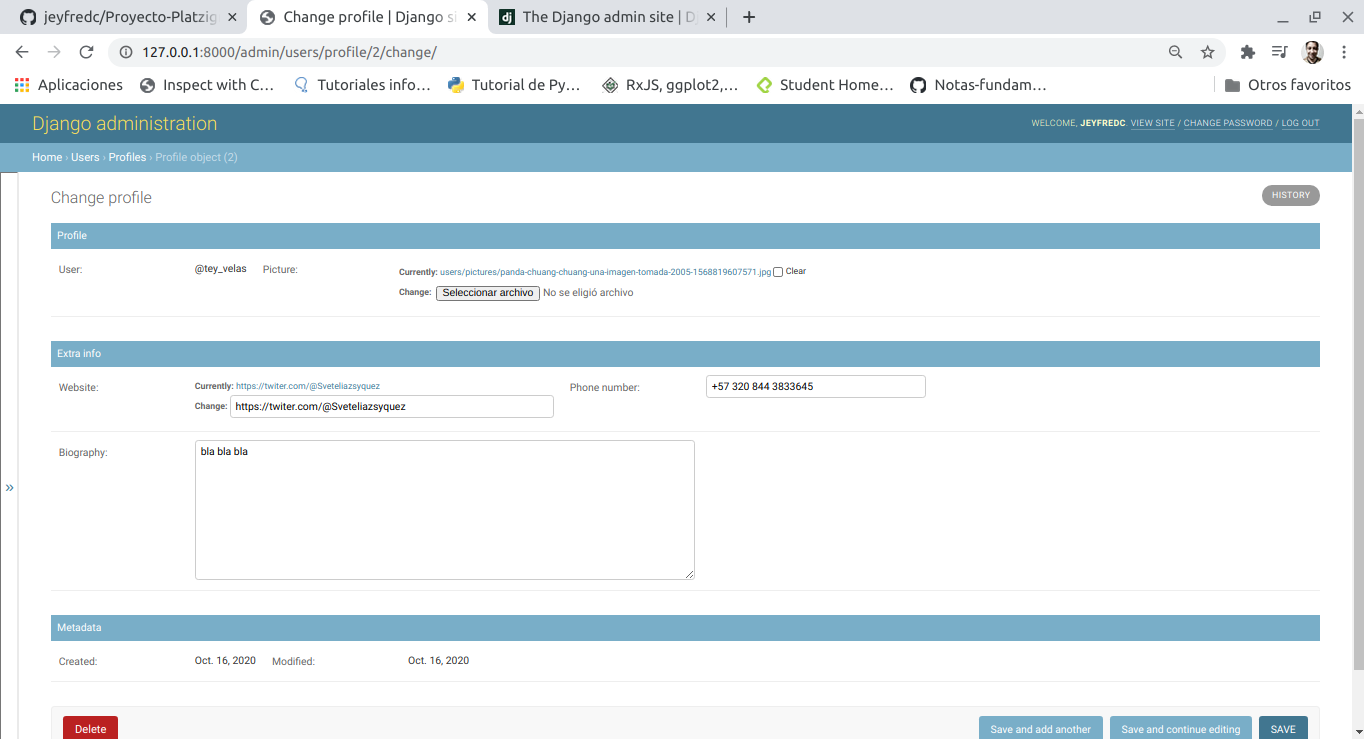 jeyfredc/Proyecto-Platzig
Change profile | Django si
The Django admin site | D
127.0.0.1:8000/admin/users/profile/2/change/
Aplicaciones
Inspect with C...
Tutoriales info...
Tutorial de Py...
RxJS, ggplot2,...
Student Home...
Notas-fundam...
Otros favoritos
Django administration
WELCOME, JEYFREDC. VIEW SITE / CHANGE PASSWORD / LOG OUT
Home › Users › Profiles › Profile object (2)
Change profile
HISTORY
Profile
User: @tey_velas Picture: Currently: users/pictures/panda-chuang-chuang-una-imagen-tomada-2005-1568819607571.jpg Clear
Change: Seleccionar archivo No se eligió archivo
Extra info
Website: Currently: https://twiter.com/@Sveteliazsyquez Phone number: +57 320 844 3833645
Change: https://twiter.com/@Sveteliazsyquez
Biography: bla bla bla
»
Metadata
Created: Oct. 16, 2020 Modified: Oct. 16, 2020
Delete
Save and add another
Save and continue editing
SAVE